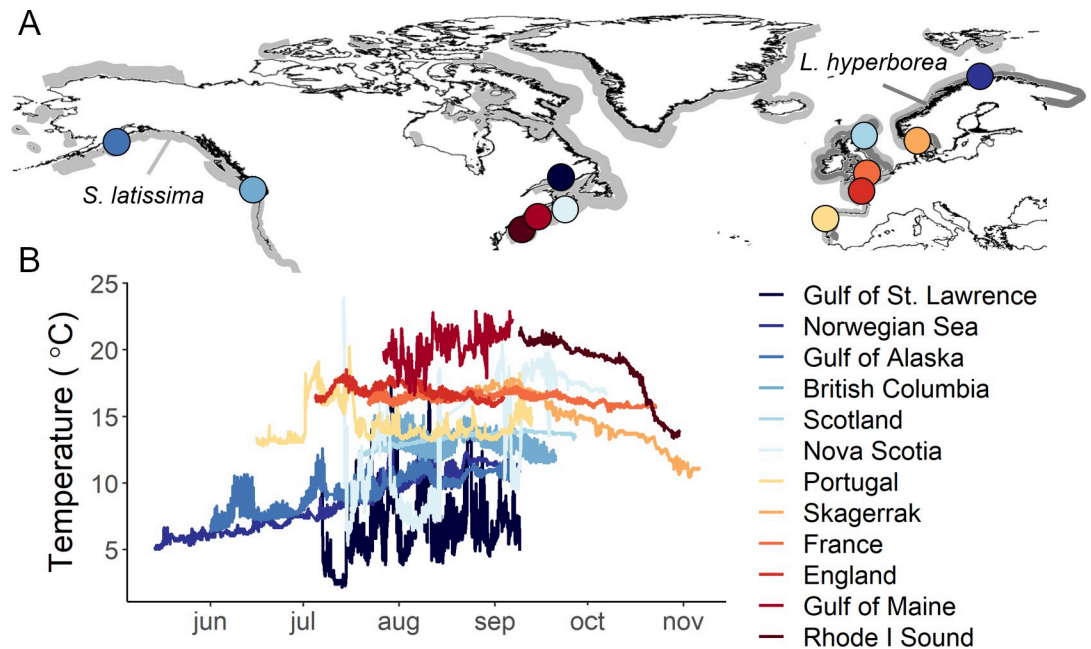 A
L. hyperborea
S. latissima
B
Temperature ( °C)
25
20
15
10
5
jun jul aug sep oct nov
Gulf of St. Lawrence
Norwegian Sea
Gulf of Alaska
British Columbia
Scotland
Nova Scotia
Portugal
Skagerrak
France
England
Gulf of Maine
Rhode I Sound